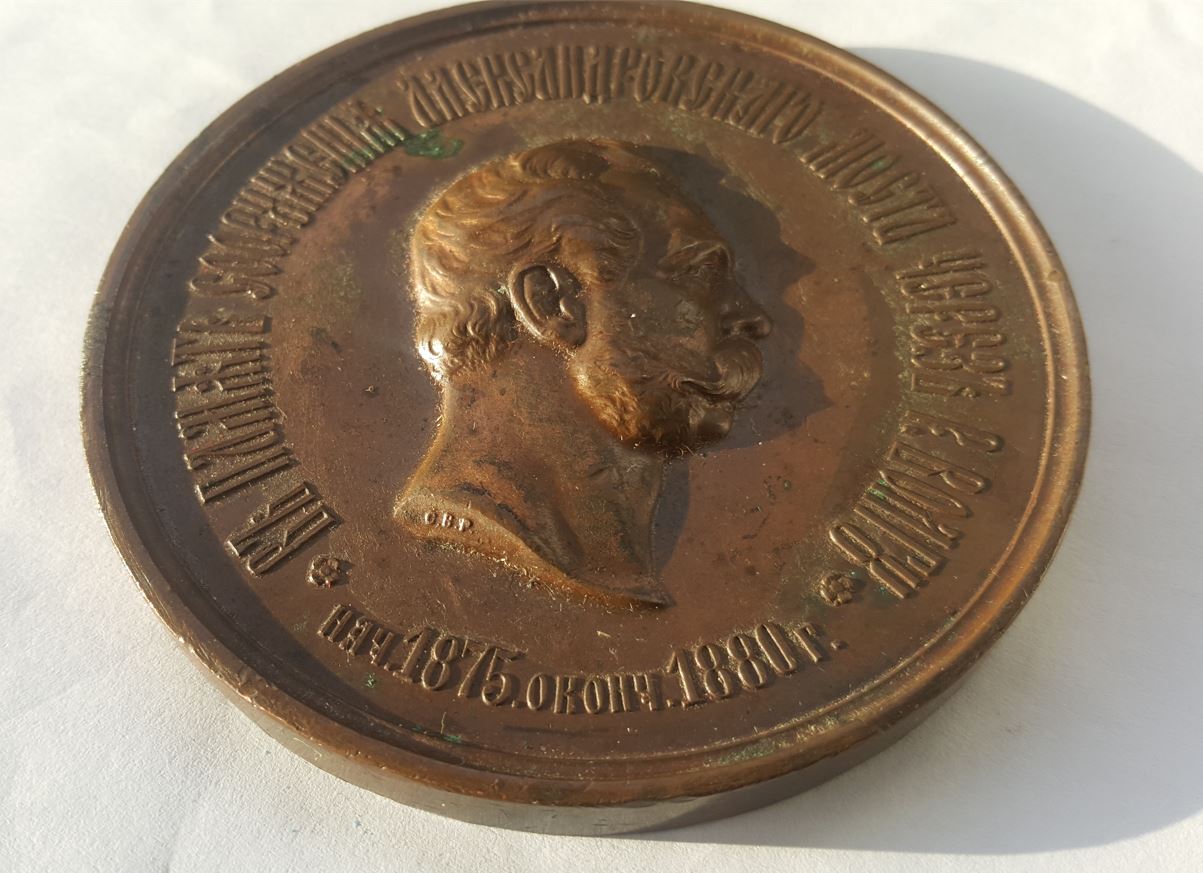 ВЪ ПАМЯТЬ СООРУЖЕНІЯ АЛЕКСАНДРОВСКАГО МОСТА ЧЕРЕЗЪ Р. ВОЛГУ
С В Р.
нач. 1875. оконч. 1880 г.